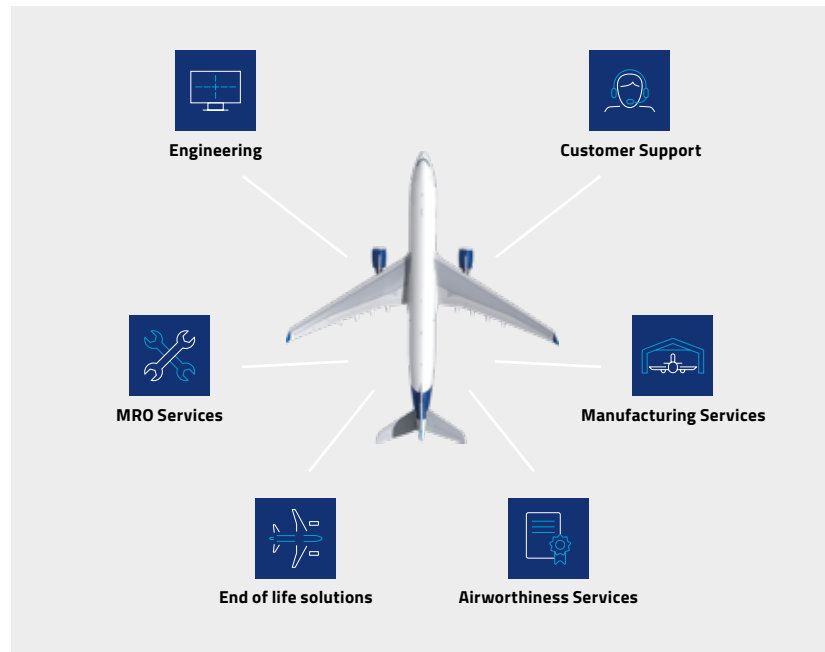 Engineering
Customer Support
MRO Services
Manufacturing Services
End of life solutions
Airworthiness Services